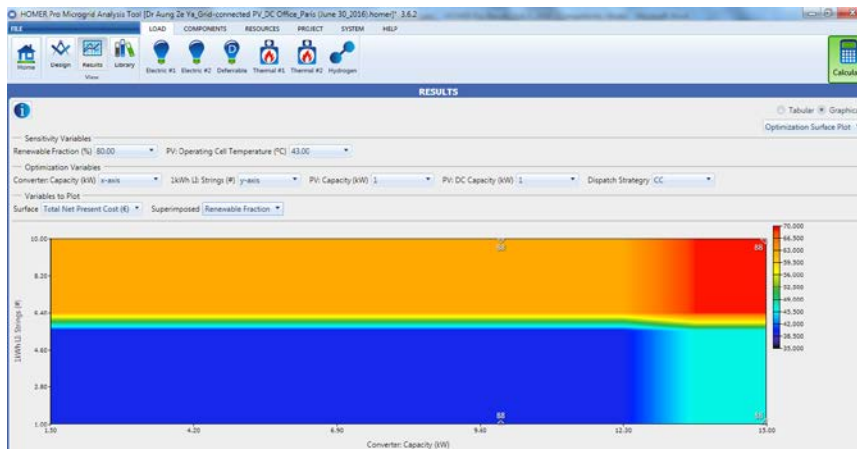 HOMER Pro Microgrid Analysis Tool [Dr Aung Ze Ya_Grid-connected PV_DC Office_Paris (June 30_2016).homer]* 3.6.2
FILE LOAD COMPONENTS RESOURCES PROJECT SYSTEM HELP
Home Design Results Library Electric #1 Electric #2 Deferrable Thermal #1 Thermal #2 Hydrogen
View
Calcula
RESULTS
Tabular Graphic
Optimization Surface Plot
Sensitivity Variables
Renewable Fraction (%) 80.00 PV: Operating Cell Temperature (°C) 43.00
Optimization Variables
Converter: Capacity (kW) x-axis 1kWh LI: Strings (#) y-axis PV: Capacity (kW) 1 PV: DC Capacity (kW) 1 Dispatch Strategry CC
Variables to Plot
Surface Total Net Present Cost (€) Superimposed Renewable Fraction
10.00
8.20
6.40
4.60
2.80
1.00
1kWh LI: Strings (#)
88
88
88
1.50 4.20 6.90 9.60 12.30 15.00
Converter: Capacity (kW)
70,000
66,500
63,000
59,500
56,000
52,500
49,000
45,500
42,000
38,500
35,000